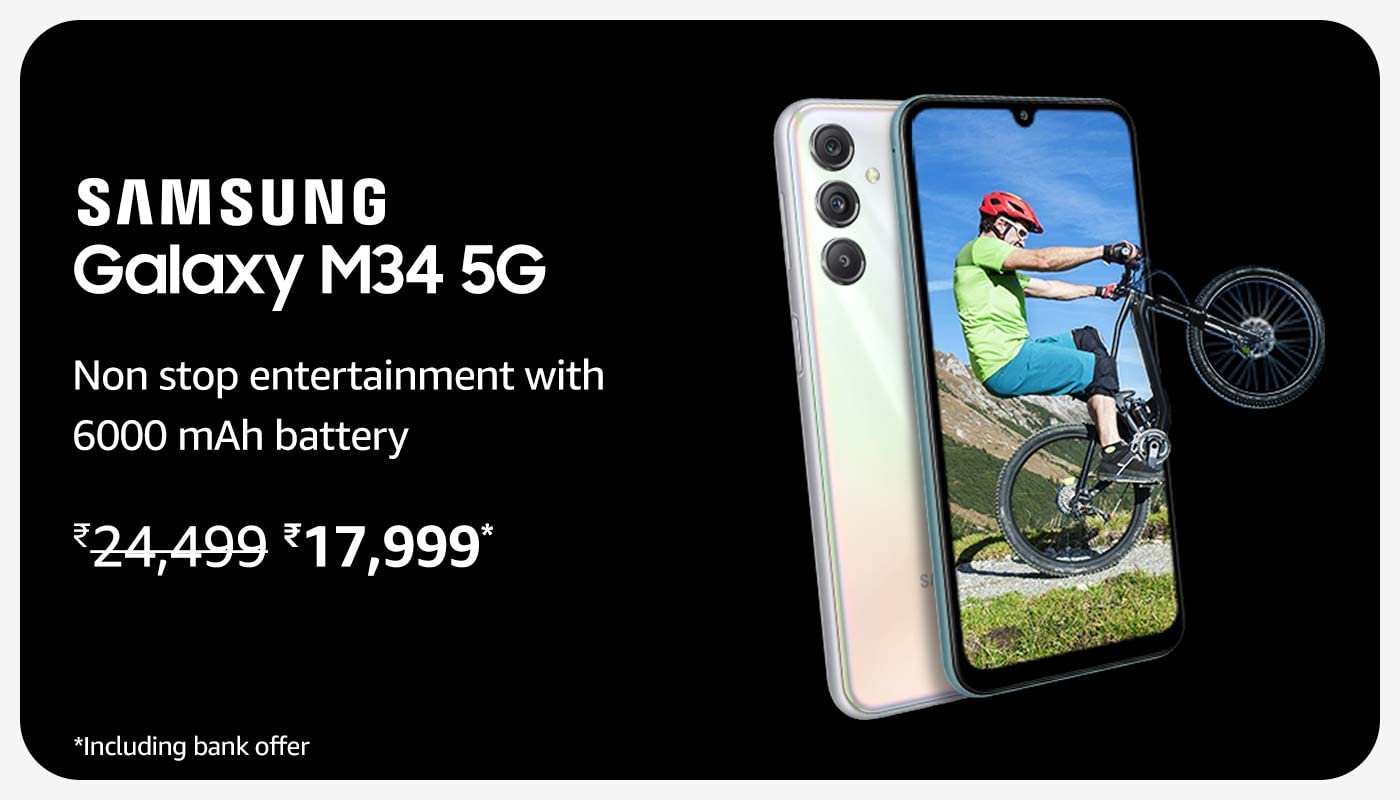 SAMSUNG
Galaxy M34 5G
Non stop entertainment with
6000 mAh battery
₹24,499 ₹17,999*
*Including bank offer